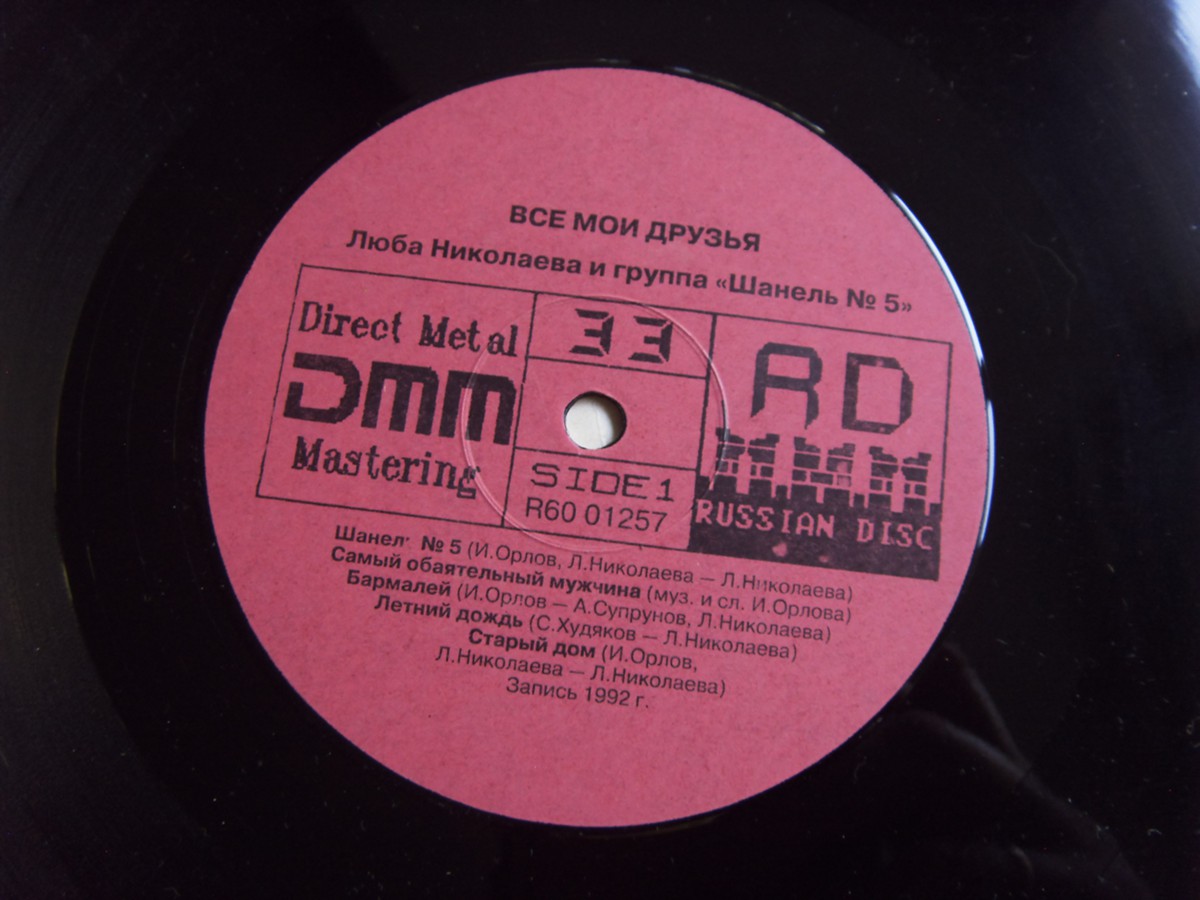 ВСЕ МОИ ДРУЗЬЯ
Люба Николаева и группа «Шанель № 5»
Direct Metal
DMM
Mastering
33
SIDE 1
R60 01257
RD
RUSSIAN DISC
Шанел № 5 (И.Орлов, Л.Николаева — Л.Николаева)
Самый обаятельный мужчина (муз. и сл. И.Орлова)
Бармалей (И.Орлов — А.Супрунов, Л.Николаева)
Летний дождь (С.Худяков — Л.Николаева)
Старый дом (И.Орлов,
Л.Николаева — Л.Николаева)
Запись 1992 г.